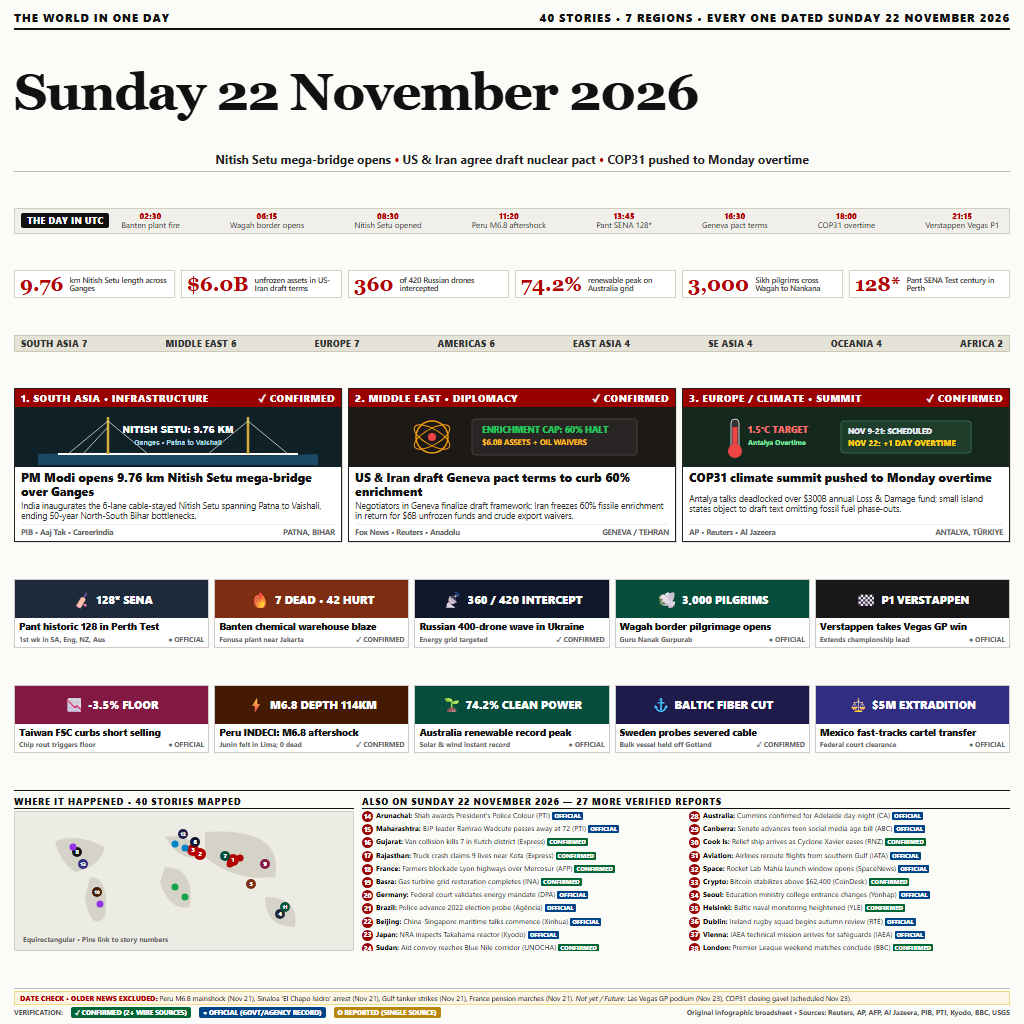 THE WORLD IN ONE DAY
40 STORIES • 7 REGIONS • EVERY ONE DATED SUNDAY 22 NOVEMBER 2026
Sunday 22 November 2026
Nitish Setu mega-bridge opens • US & Iran agree draft nuclear pact • COP31 pushed to Monday overtime
THE DAY IN UTC
02:30
Banten plant fire
06:15
Wagah border opens
08:30
Nitish Setu opened
11:20
Peru M6.8 aftershock
13:45
Pant SENA 128*
16:30
Geneva pact terms
18:00
COP31 overtime
21:15
Verstappen Vegas P1
9.76 km Nitish Setu length across
Ganges
$6.0B unfrozen assets in US-
Iran draft terms
360 of 420 Russian drones
intercepted
74.2% renewable peak on
Australia grid
3,000 Sikh pilgrims cross
Wagah to Nankana
128* Pant SENA Test century in
Perth
SOUTH ASIA 7 MIDDLE EAST 6 EUROPE 7 AMERICAS 6 EAST ASIA 4 SE ASIA 4 OCEANIA 4 AFRICA 2
1. SOUTH ASIA • INFRASTRUCTURE ✓ CONFIRMED
NITISH SETU: 9.76 KM
Ganges • Patna to Vaishali
PM Modi opens 9.76 km Nitish Setu mega-bridge
over Ganges
India inaugurates the 6-lane cable-stayed Nitish Setu spanning Patna to Vaishali,
ending 50-year North-South Bihar bottlenecks.
PIB • Aaj Tak • CareerIndia PATNA, BIHAR
2. MIDDLE EAST • DIPLOMACY ✓ CONFIRMED
ENRICHMENT CAP: 60% HALT
$6.0B ASSETS + OIL WAIVERS
US & Iran draft Geneva pact terms to curb 60%
enrichment
Negotiators in Geneva finalize draft framework: Iran freezes 60% fissile enrichment
in return for $6B unfrozen funds and crude export waivers.
Fox News • Reuters • Anadolu GENEVA / TEHRAN
3. EUROPE / CLIMATE • SUMMIT ✓ CONFIRMED
1.5°C TARGET
Antalya Overtime
NOV 9-21: SCHEDULED
NOV 22: +1 DAY OVERTIME
COP31 climate summit pushed to Monday overtime
Antalya talks deadlocked over $300B annual Loss & Damage fund; small island
states object to draft text omitting fossil fuel phase-outs.
AP • Reuters • Al Jazeera ANTALYA, TÜRKIYE
128* SENA
Pant historic 128 in Perth Test
1st wk in SA, Eng, NZ, Aus • OFFICIAL
7 DEAD • 42 HURT
Banten chemical warehouse blaze
Fonusa plant near Jakarta ✓ CONFIRMED
360 / 420 INTERCEPT
Russian 400-drone wave in Ukraine
Energy grid targeted ✓ CONFIRMED
3,000 PILGRIMS
Wagah border pilgrimage opens
Guru Nanak Gurpurab • OFFICIAL
P1 VERSTAPPEN
Verstappen takes Vegas GP win
Extends championship lead • OFFICIAL
-3.5% FLOOR
Taiwan FSC curbs short selling
Chip rout triggers floor • OFFICIAL
M6.8 DEPTH 114KM
Peru INDECI: M6.8 aftershock
Junin felt in Lima; 0 dead ✓ CONFIRMED
74.2% CLEAN POWER
Australia renewable record peak
Solar & wind instant record • OFFICIAL
BALTIC FIBER CUT
Sweden probes severed cable
Bulk vessel held off Gotland ✓ CONFIRMED
$5M EXTRADITION
Mexico fast-tracks cartel transfer
Federal court clearance • OFFICIAL
WHERE IT HAPPENED • 40 STORIES MAPPED
Equirectangular • Pins link to story numbers
ALSO ON SUNDAY 22 NOVEMBER 2026 — 27 MORE VERIFIED REPORTS
14 Arunachal: Shah awards President's Police Colour (PTI) OFFICIAL
15 Maharashtra: BJP leader Ramrao Wadcute passes away at 72 (PTI) OFFICIAL
16 Gujarat: Van collision kills 7 in Kutch district (Express) CONFIRMED
17 Rajasthan: Truck crash claims 9 lives near Kota (Express) CONFIRMED
18 France: Farmers blockade Lyon highways over Mercosur (AFP) CONFIRMED
19 Basra: Gas turbine grid restoration completes (INA) CONFIRMED
20 Germany: Federal court validates energy mandate (DPA) OFFICIAL
21 Brazil: Police advance 2022 election probe (Agência) OFFICIAL
22 Beijing: China-Singapore maritime talks commence (Xinhua) OFFICIAL
23 Japan: NRA inspects Takahama reactor (Kyodo) OFFICIAL
24 Sudan: Aid convoy reaches Blue Nile corridor (UNOCHA) CONFIRMED
28 Australia: Cummins confirmed for Adelaide day-night (CA) OFFICIAL
29 Canberra: Senate advances teen social media age bill (ABC) OFFICIAL
30 Cook Is: Relief ship arrives as Cyclone Xavier eases (RNZ) CONFIRMED
31 Aviation: Airlines reroute flights from southern Gulf (IATA) OFFICIAL
32 Space: Rocket Lab Mahia launch window opens (SpaceNews) OFFICIAL
33 Crypto: Bitcoin stabilizes above $62,400 (CoinDesk) CONFIRMED
34 Seoul: Education ministry college entrance changes (Yonhap) OFFICIAL
35 Helsinki: Baltic naval monitoring heightened (YLE) CONFIRMED
36 Dublin: Ireland rugby squad begins autumn review (RTE) OFFICIAL
37 Vienna: IAEA technical mission arrives for safeguards (IAEA) OFFICIAL
38 London: Premier League weekend matches conclude (BBC) CONFIRMED
DATE CHECK • OLDER NEWS EXCLUDED: Peru M6.8 mainshock (Nov 21), Sinaloa 'El Chapo Isidro' arrest (Nov 21), Gulf tanker strikes (Nov 21), France pension marches (Nov 21). Not yet / Future: Las Vegas GP podium (Nov 23), COP31 closing gavel (scheduled Nov 23).
VERIFICATION: ✓ CONFIRMED (2+ WIRE SOURCES) • OFFICIAL (GOVT/AGENCY RECORD) O REPORTED (SINGLE SOURCE)
Original infographic broadsheet • Sources: Reuters, AP, AFP, Al Jazeera, PIB, PTI, Kyodo, BBC, USGS